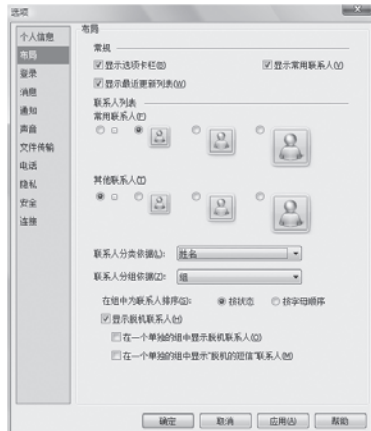 选项
个人信息
布局
登录
消息
通知
声音
文件传输
电话
隐私
安全
连接
布局
常规
显示选项卡栏(B)
显示常用联系人(V)
显示最近更新列表(W)
联系人列表
常用联系人(F)
其他联系人(T)
联系人分类依据(L): 姓名
联系人分组依据(Z): 组
在组中为联系人排序(G): 按状态 按字母顺序
显示脱机联系人(H)
在一个单独的组中显示脱机联系人(O)
在一个单独的组中显示"脱机的短信"联系人(M)
确定 取消 应用(A) 帮助